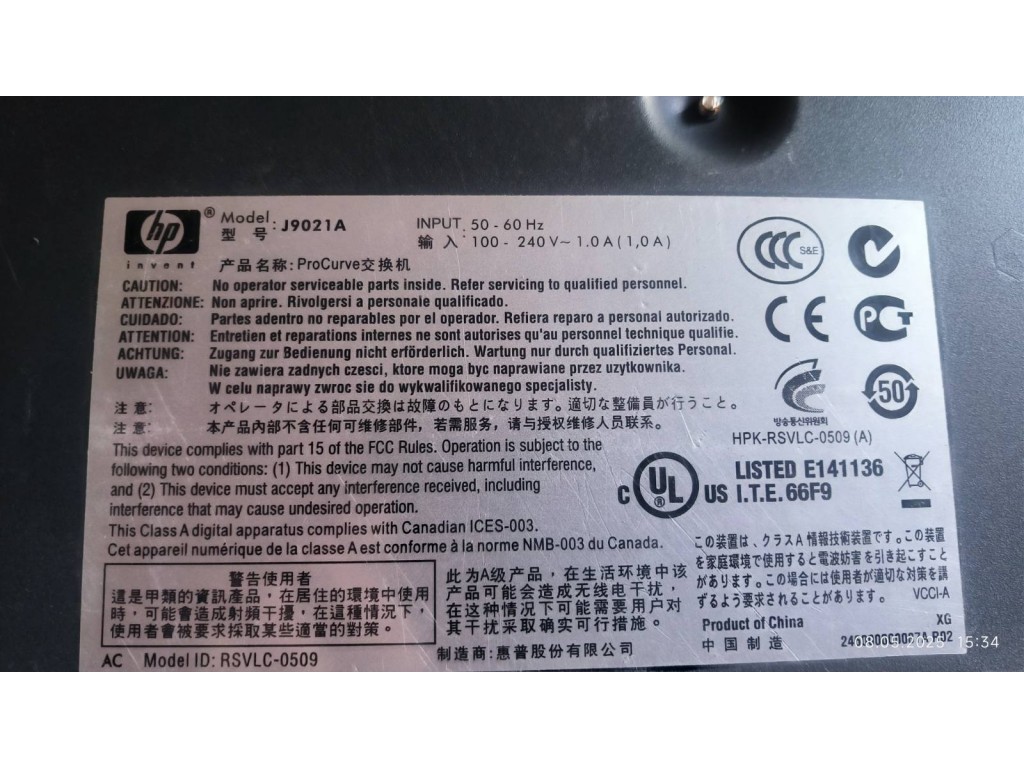 hp® Model J9021A
型 号:
invent
INPUT 50 - 60 Hz
输 入: 100 - 240 V~ 1.0 A (1,0 A)
产品名称: ProCurve交换机
CAUTION: No operator serviceable parts inside. Refer servicing to qualified personnel.
ATTENZIONE: Non aprire. Rivolgersi a personaie qualificado.
CUIDADO: Partes adentro no reparables por el operador. Refiera reparo a personal autorizado.
ATTENTION: Entretien et reparations internes ne sont autorises qu'au personnel technique qualifie.
ACHTUNG: Zugang zur Bedienung nicht erförderlich. Wartung nur durch qualifiziertes Personal.
UWAGA: Nie zawiera zadnych czesci, ktore moga byc naprawiane przez uzytkownika.
W celu naprawy zwroc sie do wykwalifikowanego specjalisty.
注 意: オペレータによる部品交換は故障のもとになります。適切な整備員が行うこと。
注 意: 本产品内部不含任何可维修部件，若需服务，请与授权维修人员联系。
CCC S&E
CE PCT
방송통신위원회
50
HPK-RSVLC-0509 (A)
This device complies with part 15 of the FCC Rules. Operation is subject to the
following two conditions: (1) This device may not cause harmful interference,
and (2) This device must accept any interference received, including
interference that may cause undesired operation.
C UL® US LISTED E141136
I.T.E. 66F9
This Class A digital apparatus complies with Canadian ICES-003.
Cet appareil numérique de la classe A est conforme à la norme NMB-003 du Canada.
警告使用者
這是甲類的資訊產品，在居住的環境中使用
時，可能會造成射頻干擾，在這種情況下，
使用者會被要求採取某些適當的對策。
此为A级产品，在生活环境中该
产品可能会造成无线电干扰，
在这种情况下可能需要用户对
其干扰采取确实可行措施。
この装置は、クラスA 情報技術装置です。この装置
を家庭環境で使用すると電波妨害を引き起こすこと
があります。この場合には使用者が適切な対策を講
ずるよう要求されることがあります。 VCCI-A
Product of China XG
中 国 制 造
AC Model ID: RSVLC-0509
制造商: 惠普股份有限公司
15:34